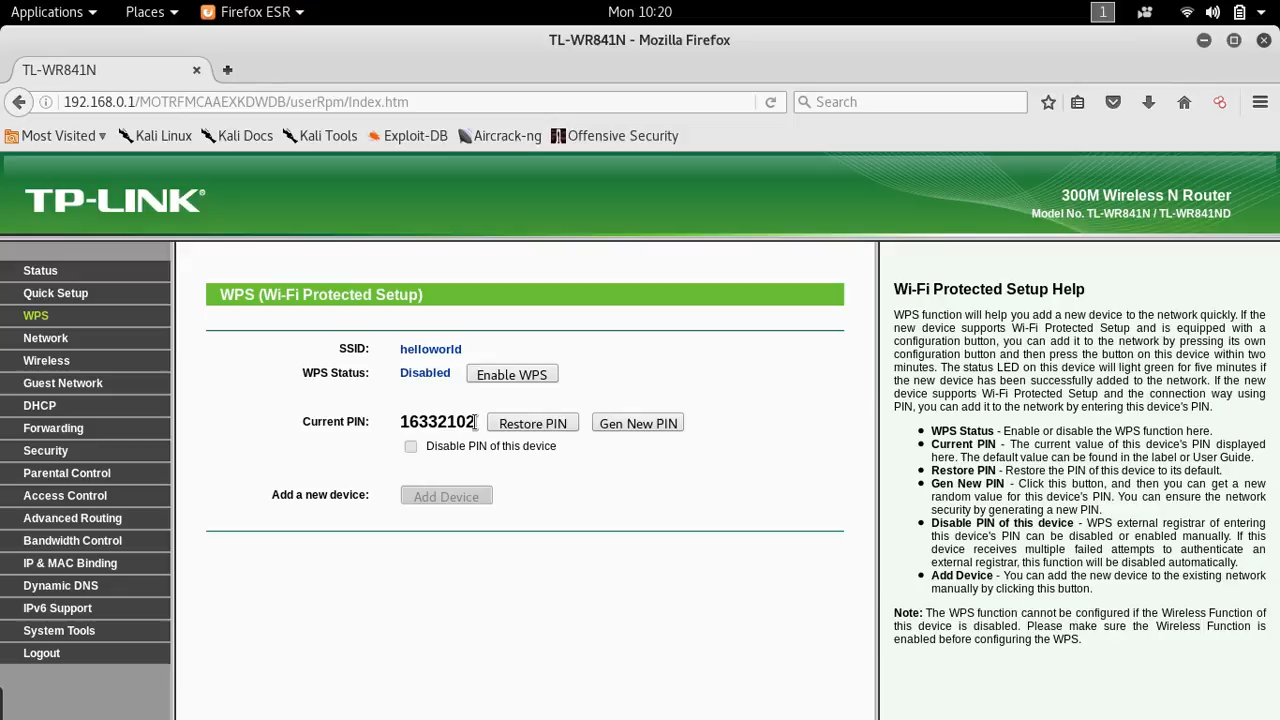 Applications Places Firefox ESR Mon 10:20 1
TL-WR841N - Mozilla Firefox
TL-WR841N
192.168.0.1/MOTRFMCAAEXKDWDB/userRpm/Index.htm Search
Most Visited Kali Linux Kali Docs Kali Tools Exploit-DB Aircrack-ng Offensive Security
TP-LINK®
300M Wireless N Router
Model No. TL-WR841N / TL-WR841ND
Status
Quick Setup
WPS
Network
Wireless
Guest Network
DHCP
Forwarding
Security
Parental Control
Access Control
Advanced Routing
Bandwidth Control
IP & MAC Binding
Dynamic DNS
IPv6 Support
System Tools
Logout
WPS (Wi-Fi Protected Setup)
SSID: helloworld
WPS Status: Disabled Enable WPS
Current PIN: 16332102 Restore PIN Gen New PIN
Disable PIN of this device
Add a new device: Add Device
Wi-Fi Protected Setup Help
WPS function will help you add a new device to the network quickly. If the
new device supports Wi-Fi Protected Setup and is equipped with a
configuration button, you can add it to the network by pressing its own
configuration button and then press the button on this device within two
minutes. The status LED on this device will light green for five minutes if
the new device has been successfully added to the network. If the new
device supports Wi-Fi Protected Setup and the connection way using
PIN, you can add it to the network by entering this device's PIN.
● WPS Status - Enable or disable the WPS function here.
● Current PIN - The current value of this device's PIN displayed
here. The default value can be found in the label or User Guide.
● Restore PIN - Restore the PIN of this device to its default.
● Gen New PIN - Click this button, and then you can get a new
random value for this device's PIN. You can ensure the network
security by generating a new PIN.
● Disable PIN of this device - WPS external registrar of entering
this device's PIN can be disabled or enabled manually. If this
device receives multiple failed attempts to authenticate an
external registrar, this function will be disabled automatically.
● Add Device - You can add the new device to the existing network
manually by clicking this button.
Note: The WPS function cannot be configured if the Wireless Function of
this device is disabled. Please make sure the Wireless Function is
enabled before configuring the WPS.